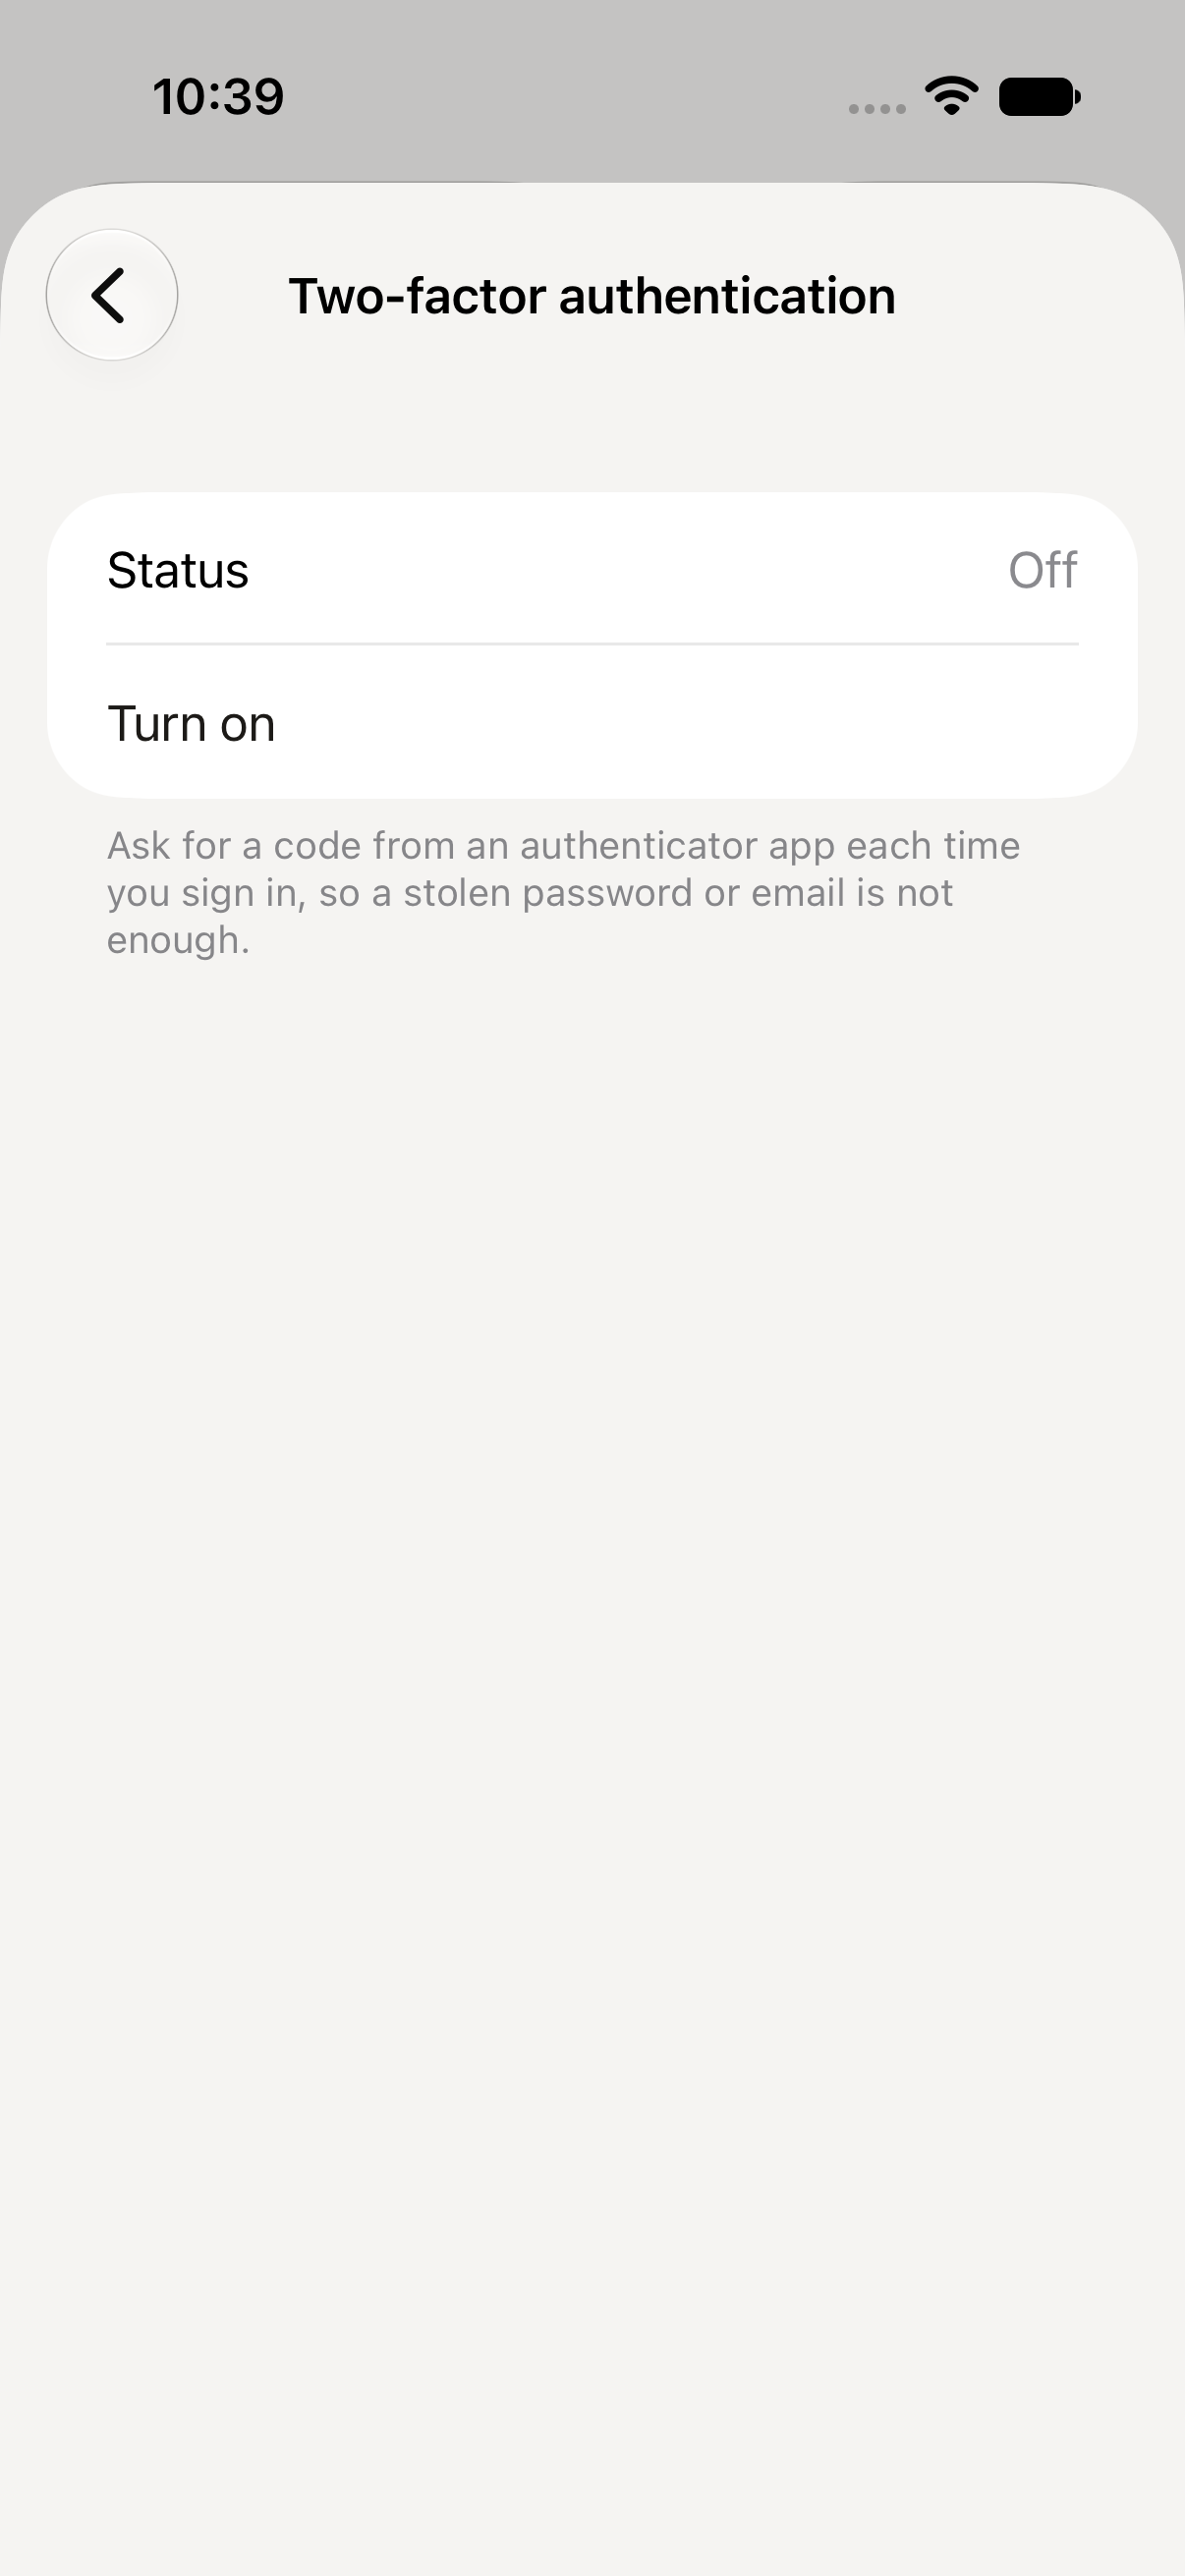 10:39
Two-factor authentication
Status
Off
Turn on
Ask for a code from an authenticator app each time
you sign in, so a stolen password or email is not
enough.